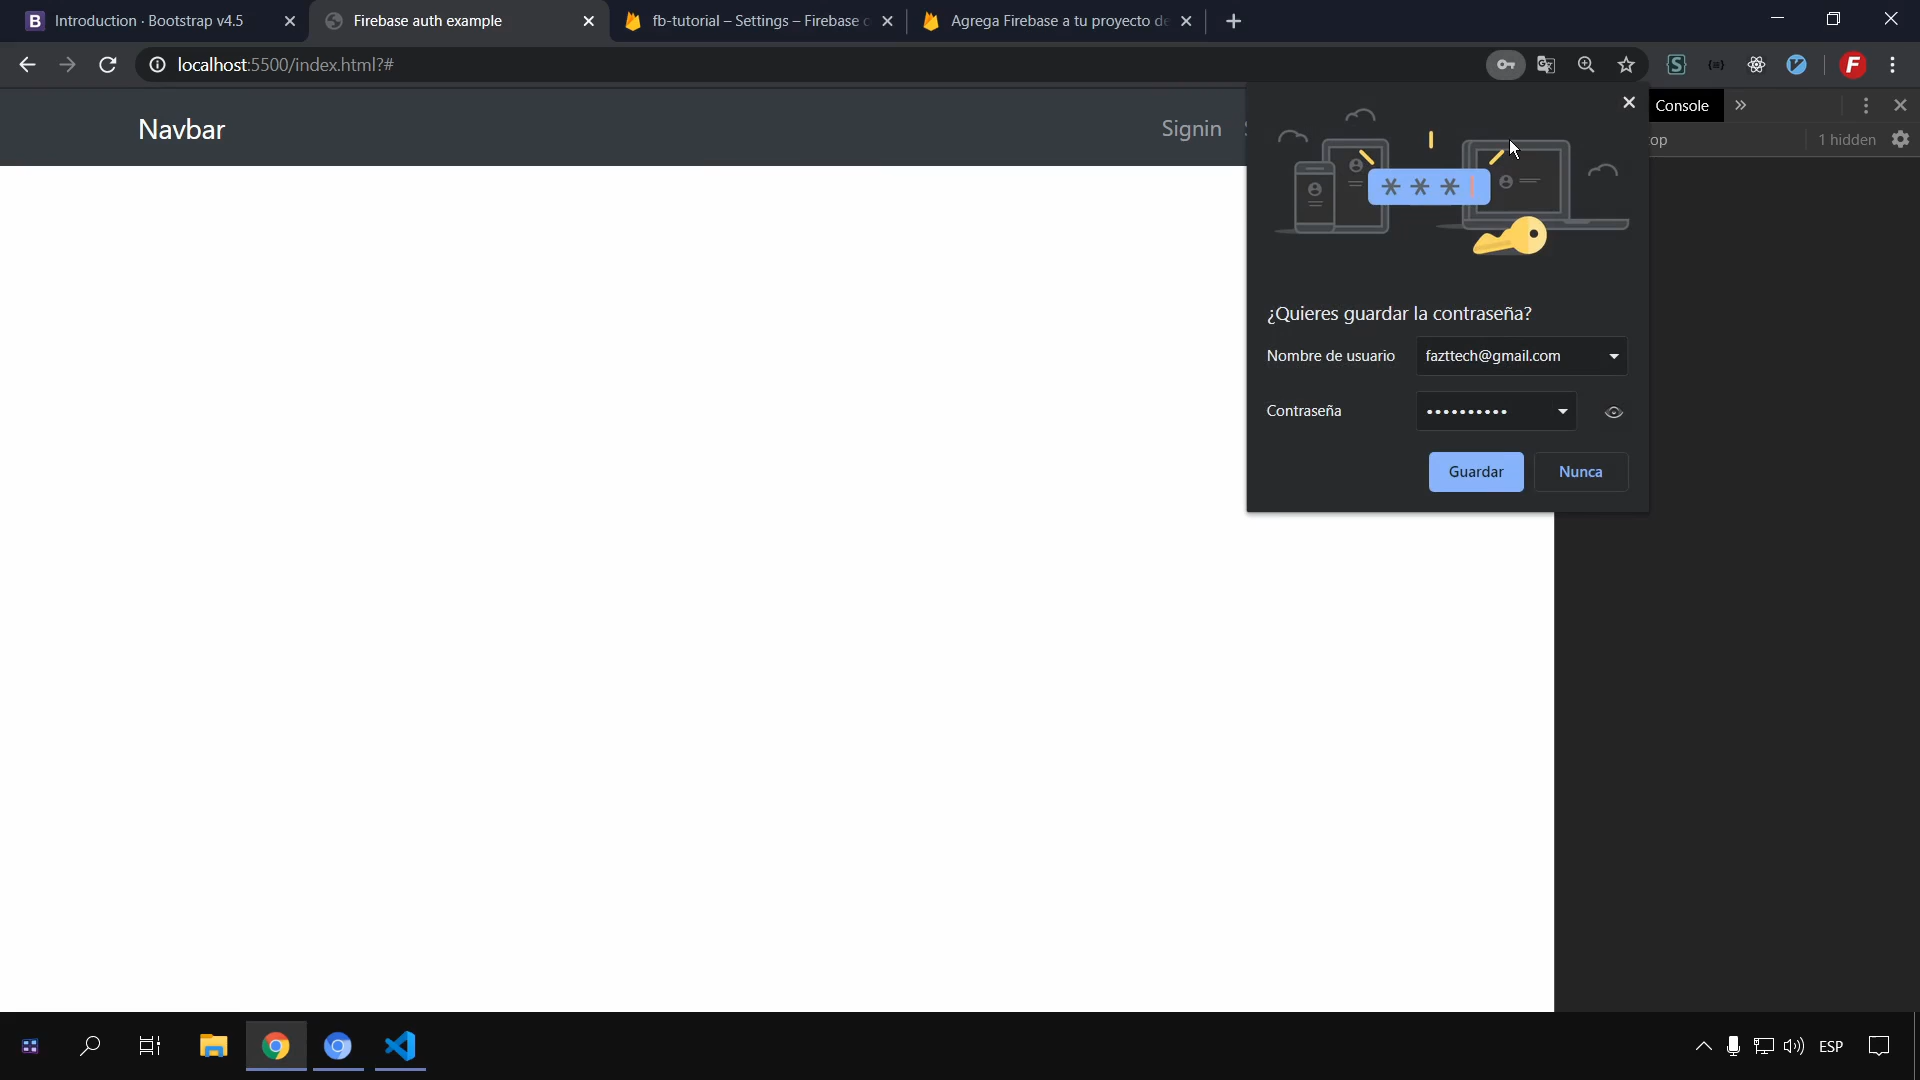 Introduction · Bootstrap v4.5
Firebase auth example
fb-tutorial – Settings – Firebase c
Agrega Firebase a tu proyecto de
localhost:5500/index.html?#
Navbar
Signin
Console
1 hidden
* * *
¿Quieres guardar la contraseña?
Nombre de usuario
fazttech@gmail.com
Contraseña
••••••••••
Guardar
Nunca
ESP